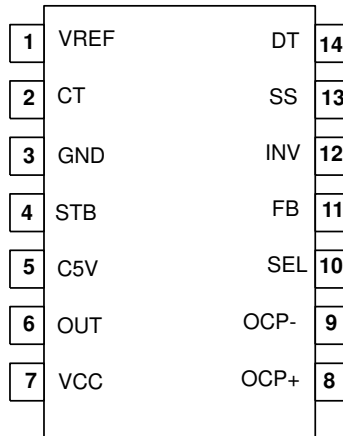 1 VREF DT 14
2 CT SS 13
3 GND INV 12
4 STB FB 11
5 C5V SEL 10
6 OUT OCP- 9
7 VCC OCP+ 8